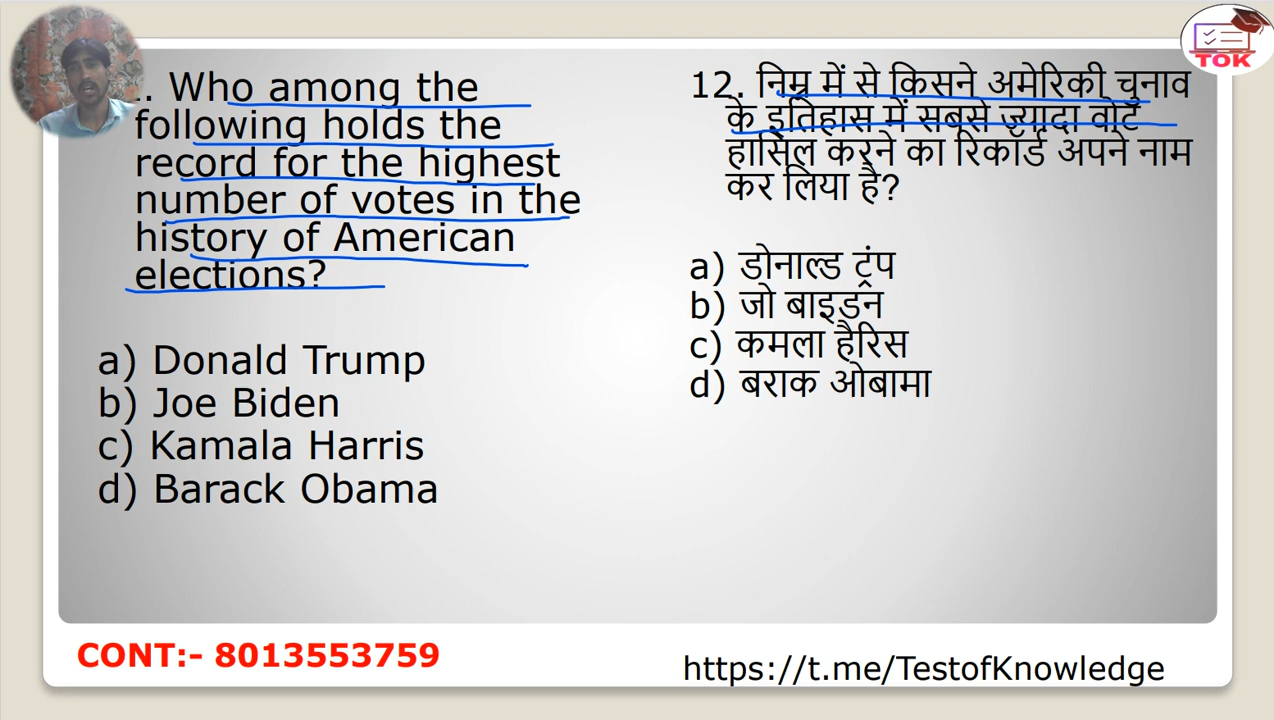 . Who among the
following holds the
record for the highest
number of votes in the
history of American
elections?
a) Donald Trump
b) Joe Biden
c) Kamala Harris
d) Barack Obama
12. निम्न में से किसने अमेरिकी चुनाव
के इतिहास में सबसे ज़्यादा वोट
हासिल करने का रिकॉर्ड अपने नाम
कर लिया है?
a) डोनाल्ड ट्रंप
b) जो बाइडन
c) कमला हैरिस
d) बराक ओबामा
TOK
CONT:- 8013553759
https://t.me/TestofKnowledge